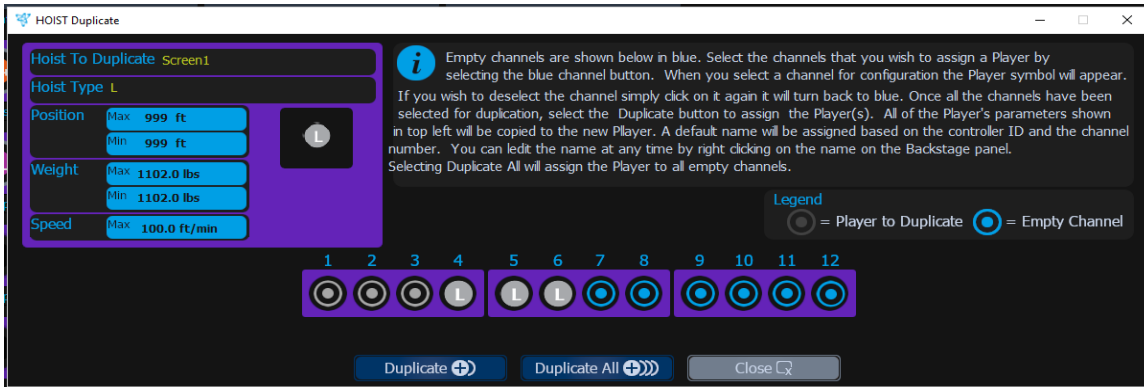 HOIST Duplicate
Hoist To Duplicate Screen1
Hoist Type L
Position Max 999 ft
Min 999 ft
Weight Max 1102.0 lbs
Min 1102.0 lbs
Speed Max 100.0 ft/min
L
i
Empty channels are shown below in blue. Select the channels that you wish to assign a Player by
selecting the blue channel button. When you select a channel for configuration the Player symbol will appear.
If you wish to deselect the channel simply click on it again it will turn back to blue. Once all the channels have been
selected for duplication, select the Duplicate button to assign the Player(s). All of the Player's parameters shown
in top left will be copied to the new Pllayer. A default name will be assigned based on the controller ID and the channel
number. You can ledit the name at any time by right clicking on the name on the Backstage panel.
Selecting Duplicate All will assign the Player to all empty channels.
Legend
= Player to Duplicate = Empty Channel
1 2 3 4 5 6 7 8 9 10 11 12
L L L
Duplicate Duplicate All Close